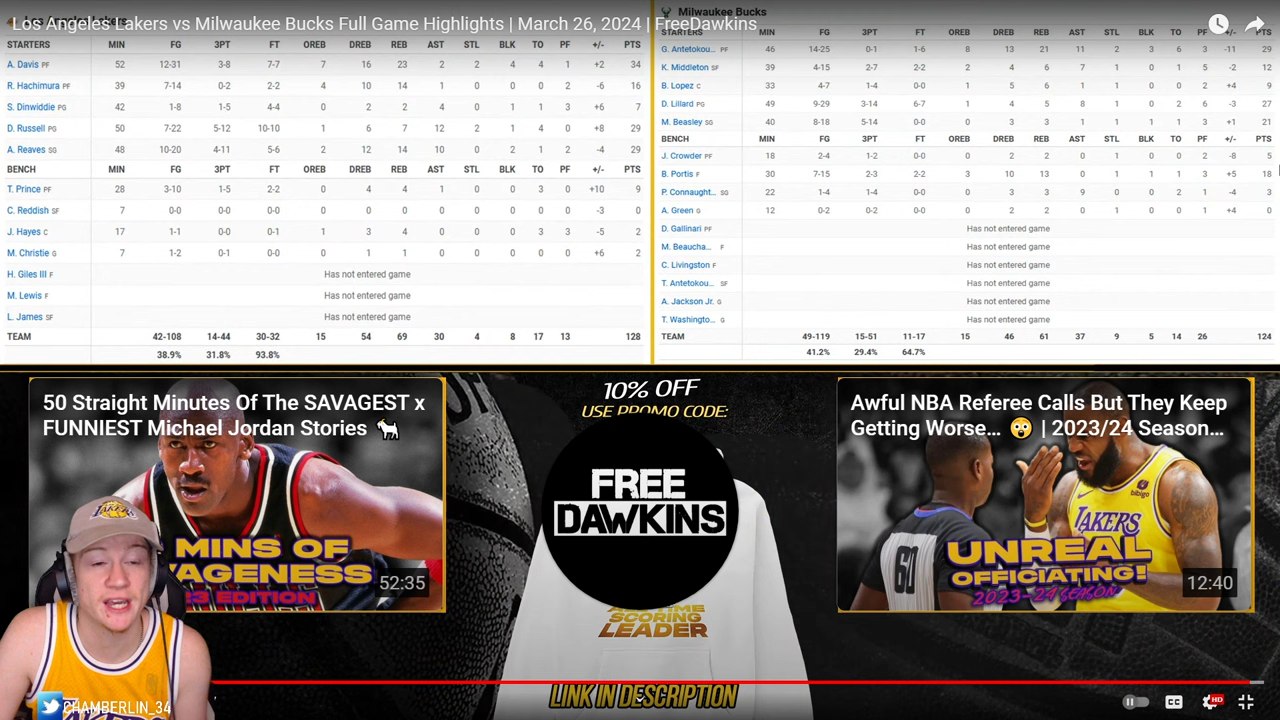 Los Angeles Lakers vs Milwaukee Bucks Full Game Highlights | March 26, 2024 | FreeDawkins
STARTERS MIN FG 3PT FT OREB DREB REB AST STL BLK TO PF +/- PTS
A. Davis PF 52 12-31 3-8 7-7 7 16 23 2 2 4 4 1 +2 34
R. Hachimura PF 39 7-14 0-2 2-2 4 10 14 1 0 0 0 2 -6 16
S. Dinwiddie PG 42 1-8 1-5 4-4 0 2 2 4 0 1 1 3 +6 7
D. Russell PG 50 7-22 5-12 10-10 1 6 7 12 2 1 4 0 +8 29
A. Reaves SG 48 10-20 4-11 5-6 2 12 14 10 0 2 1 2 -4 29
BENCH MIN FG 3PT FT OREB DREB REB AST STL BLK TO PF +/- PTS
T. Prince PF 28 3-10 1-5 2-2 0 4 4 1 0 0 3 0 +10 9
C. Reddish SF 7 0-0 0-0 0-0 0 0 0 0 0 0 0 0 -3 0
J. Hayes C 17 1-1 0-0 0-1 1 3 4 0 0 0 3 3 -5 2
M. Christie G 7 1-2 0-1 0-0 0 1 1 0 0 0 0 0 +6 2
H. Giles III F Has not entered game
M. Lewis F Has not entered game
L. James SF Has not entered game
TEAM 42-108 14-44 30-32 15 54 69 30 4 8 17 13 128
38.9% 31.8% 93.8%
Milwaukee Bucks
STARTERS MIN FG 3PT FT OREB DREB REB AST STL BLK TO PF +/- PTS
G. Antetokou... PF 46 14-25 0-1 1-6 8 13 21 11 2 3 6 3 -11 29
K. Middleton SF 39 4-15 2-7 2-2 2 4 6 7 1 0 1 5 -2 12
B. Lopez C 33 4-7 1-4 0-0 1 5 6 1 1 0 0 2 +4 9
D. Lillard PG 49 9-29 3-14 6-7 1 4 5 8 1 0 2 6 -3 27
M. Beasley SG 40 8-18 5-14 0-0 0 3 3 1 1 1 1 3 +1 21
BENCH MIN FG 3PT FT OREB DREB REB AST STL BLK TO PF +/- PTS
J. Crowder PF 18 2-4 1-2 0-0 0 2 2 0 1 0 0 2 -8 5
B. Portis F 30 7-15 2-3 2-2 3 10 13 0 1 1 1 3 +5 18
P. Connaught... SG 22 1-4 1-4 0-0 0 3 3 9 0 0 2 1 -4 3
A. Green G 12 0-2 0-2 0-0 0 2 2 0 1 0 0 1 +4 0
D. Gallinari PF Has not entered game
M. Beaucha... F Has not entered game
C. Livingston F Has not entered game
T. Antetokou... SF Has not entered game
A. Jackson Jr. G Has not entered game
T. Washingto... G Has not entered game
TEAM 49-119 15-51 11-17 15 46 61 37 9 5 14 26 124
41.2% 29.4% 64.7%
50 Straight Minutes Of The SAVAGEST x
FUNNIEST Michael Jordan Stories 🐐
MINS OF
52:35
10% OFF
USE PROMO CODE:
FREE
DAWKINS
SCORING
LEADER
LINK IN DESCRIPTION
Awful NBA Referee Calls But They Keep
Getting Worse... 😲 | 2023/24 Season...
60
bibigo
LAKERS
UNREAL
OFFICIATING!
2023-24 SEASON
12:40
LAKERS
LAKERS
CHAMBERLIN_34
CC
HD